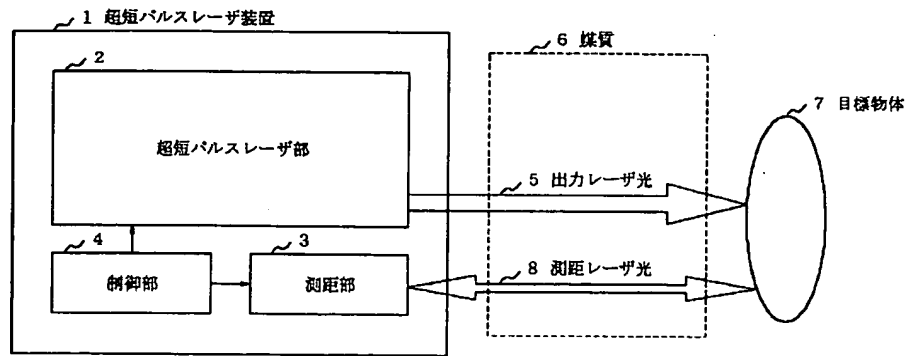 1 超短パルスレーザ装置
2
超短パルスレーザ部
6 媒質
7 目標物体
5 出力レーザ光
4
制御部
3
測距部
8 測距レーザ光